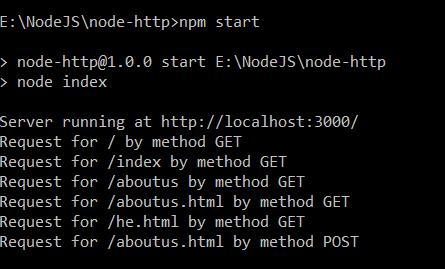 E:\NodeJS\node-http>npm start
> node-http@1.0.0 start E:\NodeJS\node-http
> node index
Server running at http://localhost:3000/
Request for / by method GET
Request for /index by method GET
Request for /aboutus by method GET
Request for /aboutus.html by method GET
Request for /he.html by method GET
Request for /aboutus.html by method POST